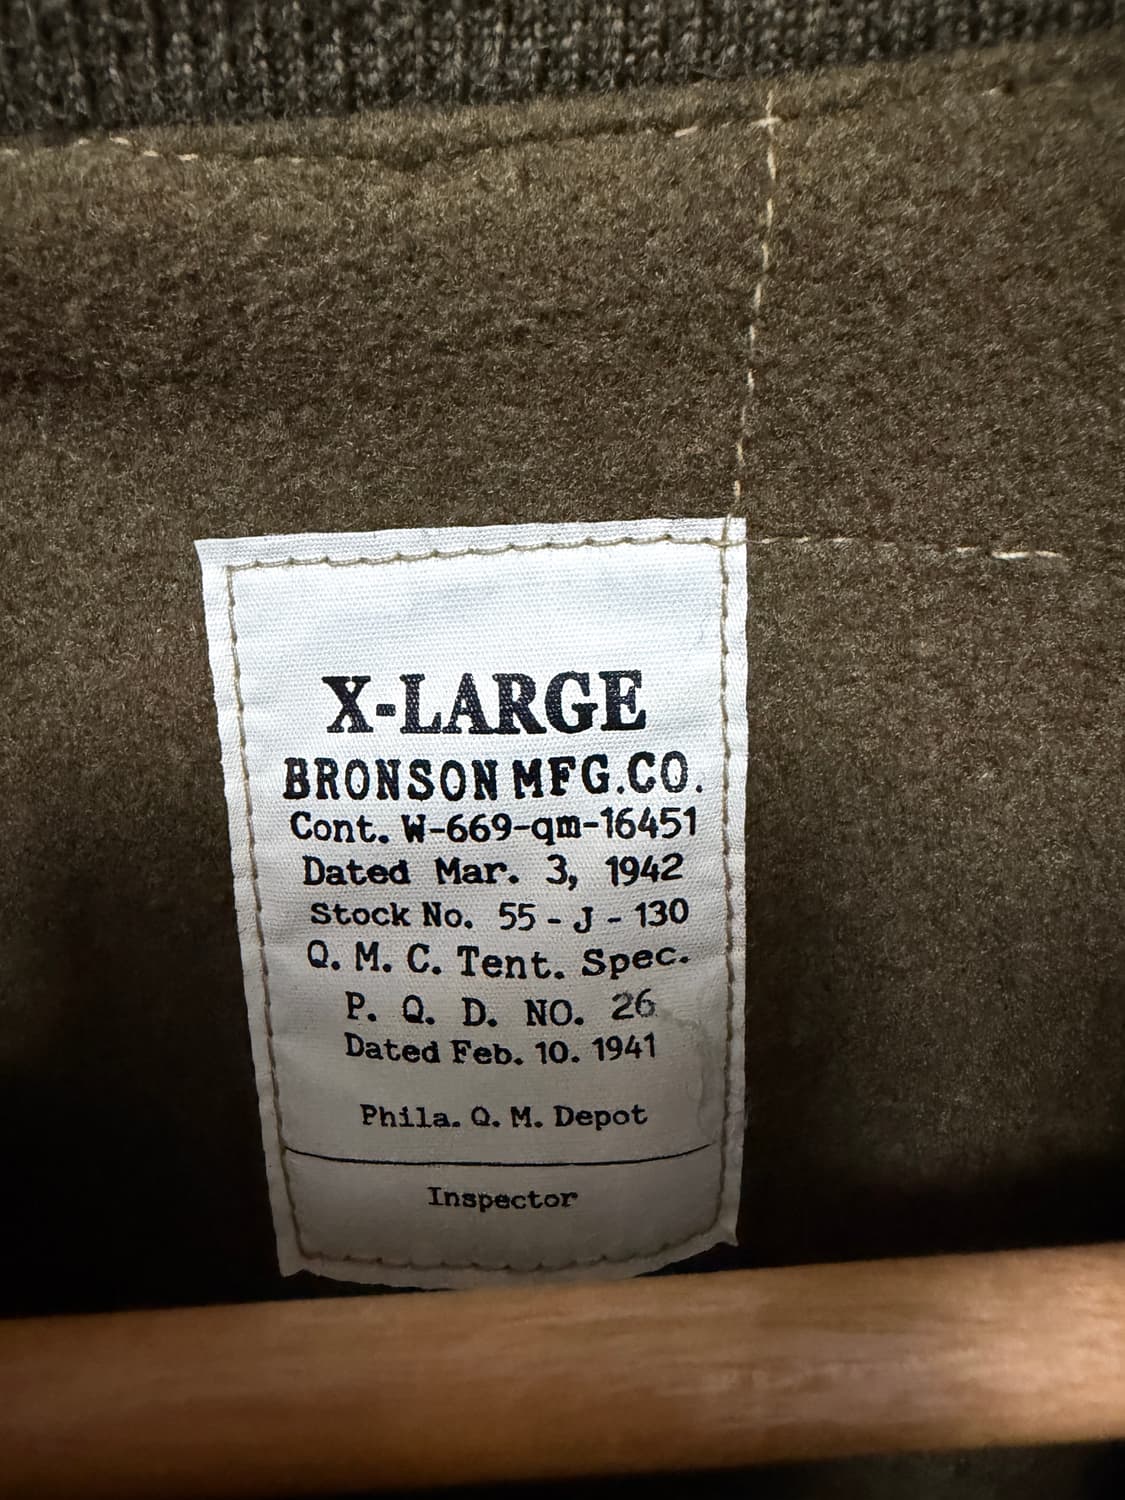 X-LARGE
BRONSON MFG.CO.
Cont. W-669-qm-16451
Dated Mar. 3, 1942
Stock No. 55-J-130
Q. M. C. Tent. Spec.
P. Q. D. NO. 26
Dated Feb. 10. 1941
Phila. Q. M. Depot
Inspector